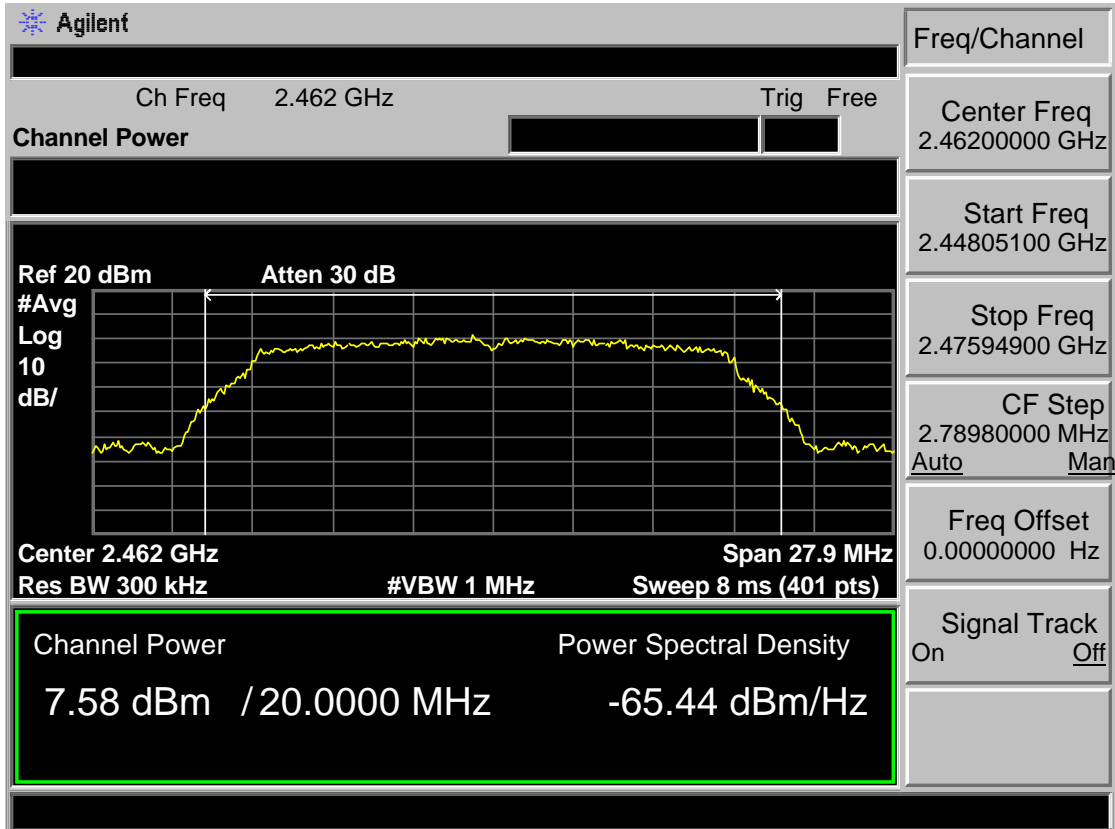 Agilent
Ch Freq 2.462 GHz Trig Free
Channel Power
Ref 20 dBm Atten 30 dB
#Avg
Log
10
dB/
Center 2.462 GHz Span 27.9 MHz
Res BW 300 kHz #VBW 1 MHz Sweep 8 ms (401 pts)
Channel Power Power Spectral Density
7.58 dBm / 20.0000 MHz -65.44 dBm/Hz
Freq/Channel
Center Freq
2.46200000 GHz
Start Freq
2.44805100 GHz
Stop Freq
2.47594900 GHz
CF Step
2.78980000 MHz
Auto Man
Freq Offset
0.00000000 Hz
Signal Track
On Off